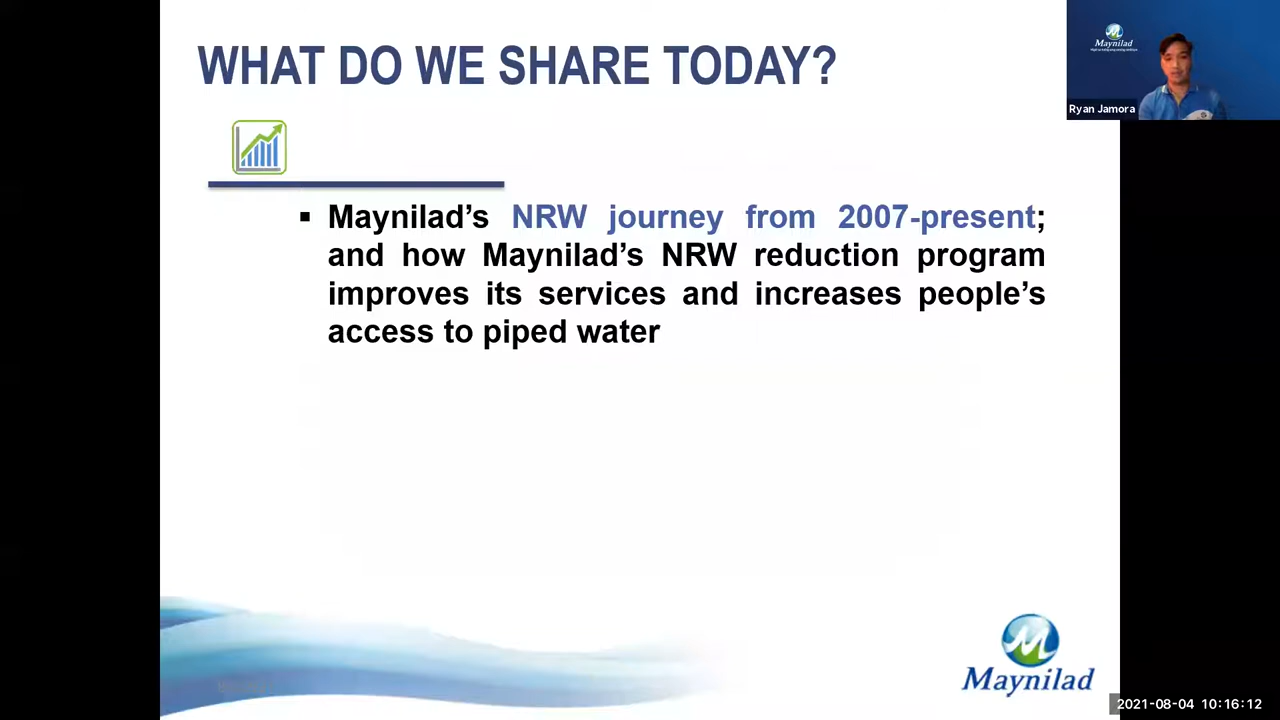 WHAT DO WE SHARE TODAY?
▪ Maynilad’s NRW journey from 2007-present;
and how Maynilad’s NRW reduction program
improves its services and increases people’s
access to piped water
Maynilad
Maynilad
Ryan Jamora
2021-08-04 10:16:12